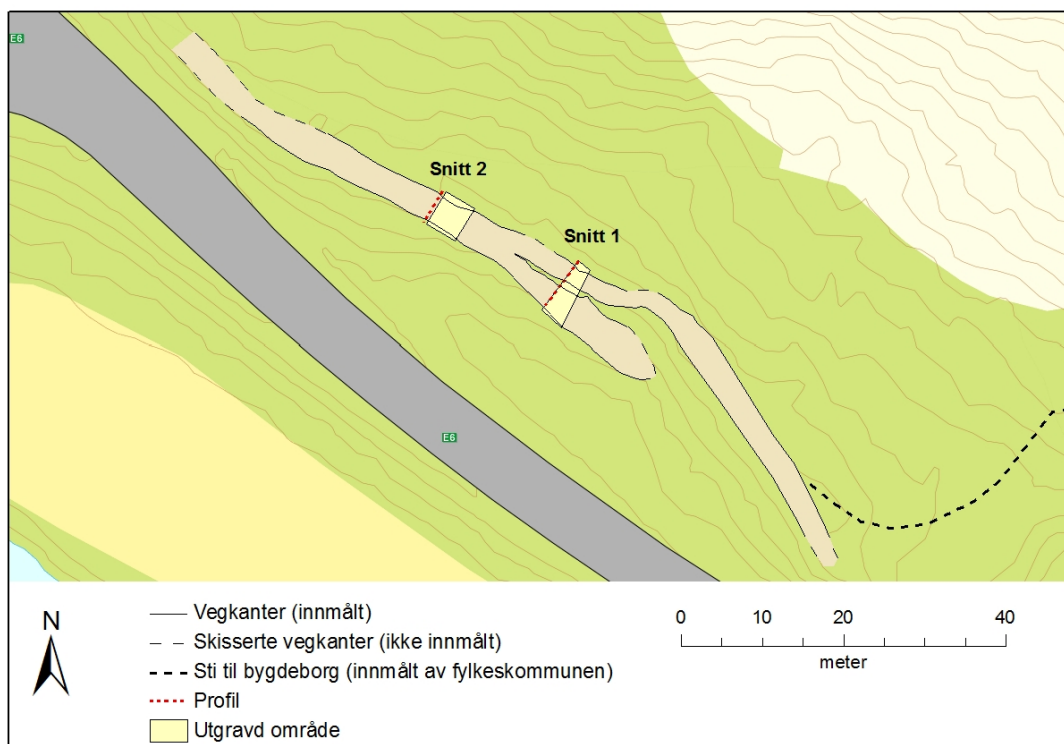 E6
Snitt 2
Snitt 1
E6
N
Vegkanter (innmålt)
Skisserte vegkanter (ikke innmålt)
Sti til bygdeborg (innmålt av fylkeskommunen)
Profil
Utgravd område
0 10 20 40
meter